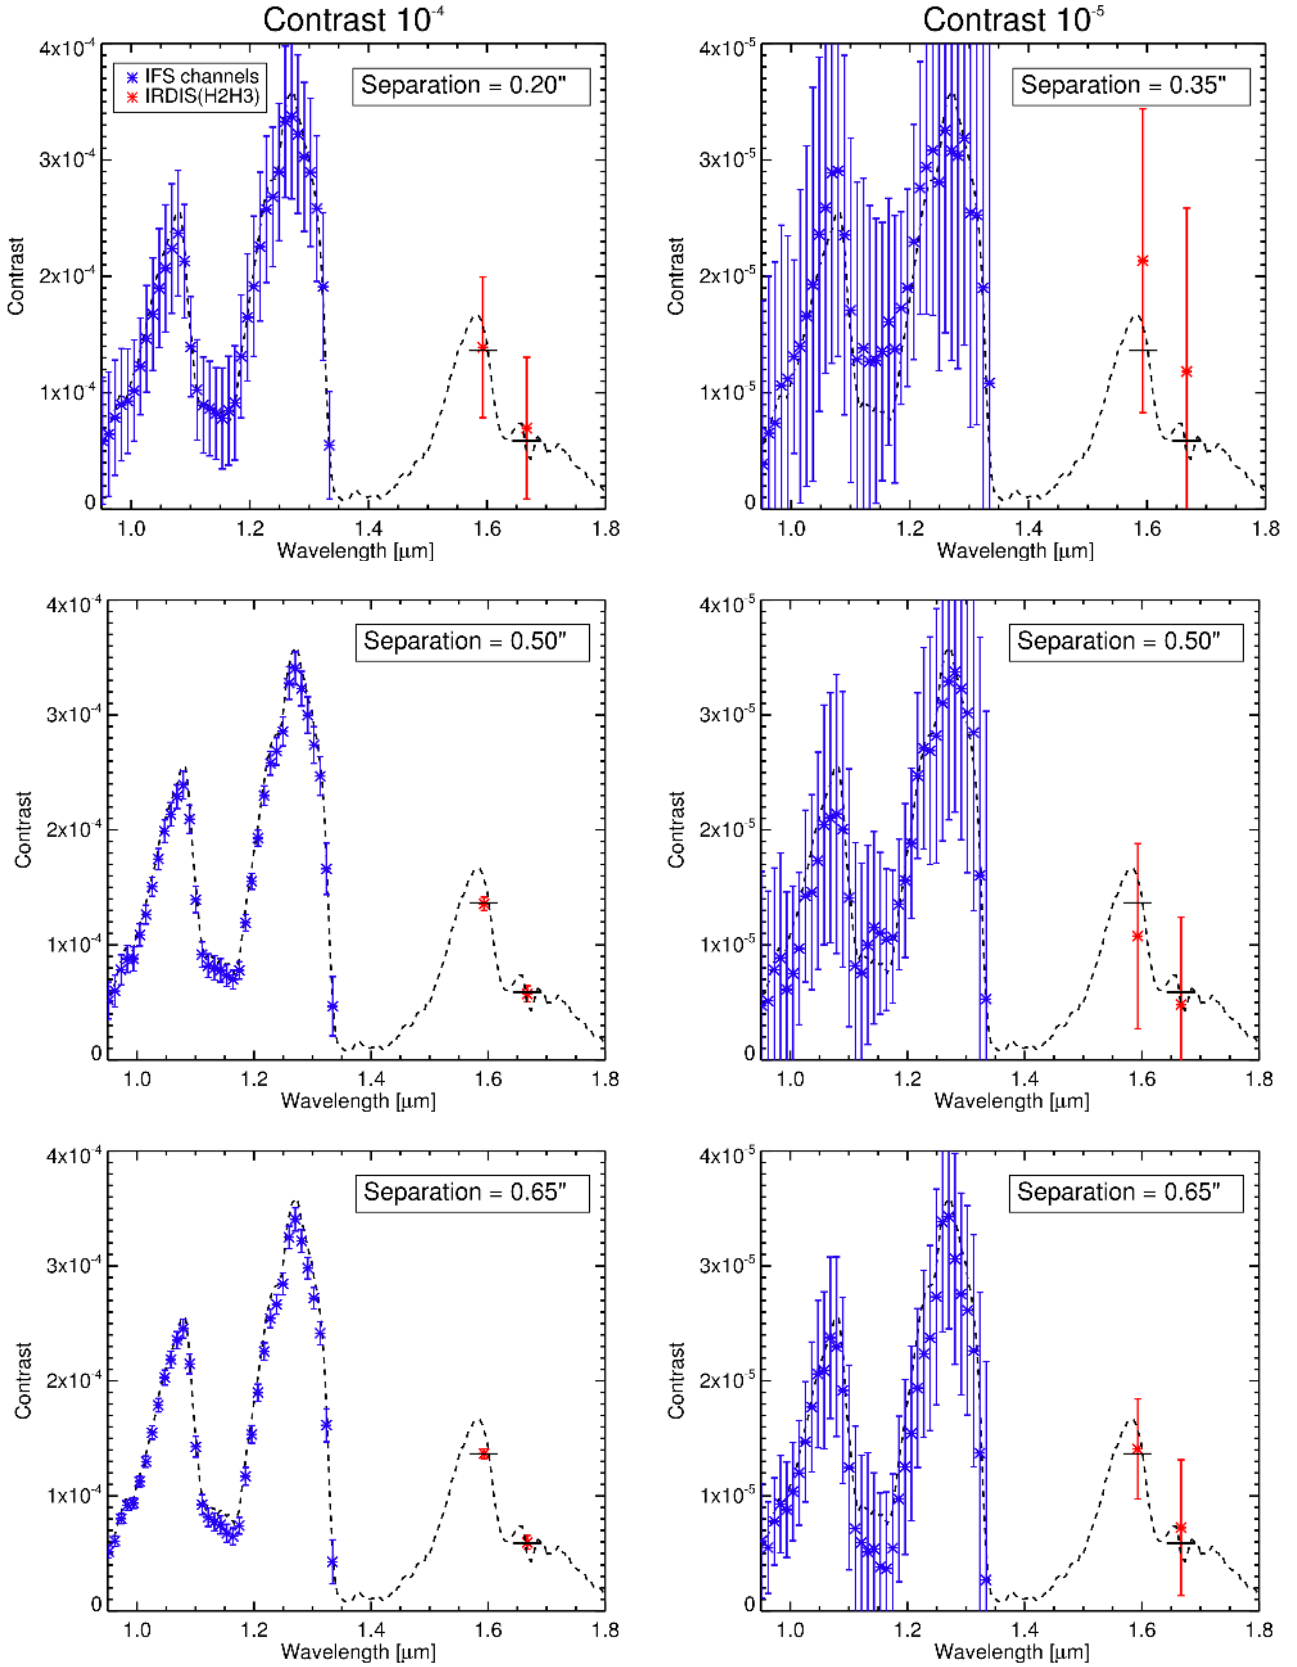 Contrast 10-4
Contrast 10-5
4x10-4
3x10-4
2x10-4
1x10-4
0
Contrast
IFS channels
IRDIS(H2H3)
Separation = 0.20"
1.0 1.2 1.4 1.6 1.8
Wavelength [μm]
4x10-5
3x10-5
2x10-5
1x10-5
0
Contrast
Separation = 0.35"
1.0 1.2 1.4 1.6 1.8
Wavelength [μm]
4x10-4
3x10-4
2x10-4
1x10-4
0
Contrast
Separation = 0.50"
1.0 1.2 1.4 1.6 1.8
Wavelength [μm]
4x10-5
3x10-5
2x10-5
1x10-5
0
Contrast
Separation = 0.50"
1.0 1.2 1.4 1.6 1.8
Wavelength [μm]
4x10-4
3x10-4
2x10-4
1x10-4
0
Contrast
Separation = 0.65"
1.0 1.2 1.4 1.6 1.8
Wavelength [μm]
4x10-5
3x10-5
2x10-5
1x10-5
0
Contrast
Separation = 0.65"
1.0 1.2 1.4 1.6 1.8
Wavelength [μm]